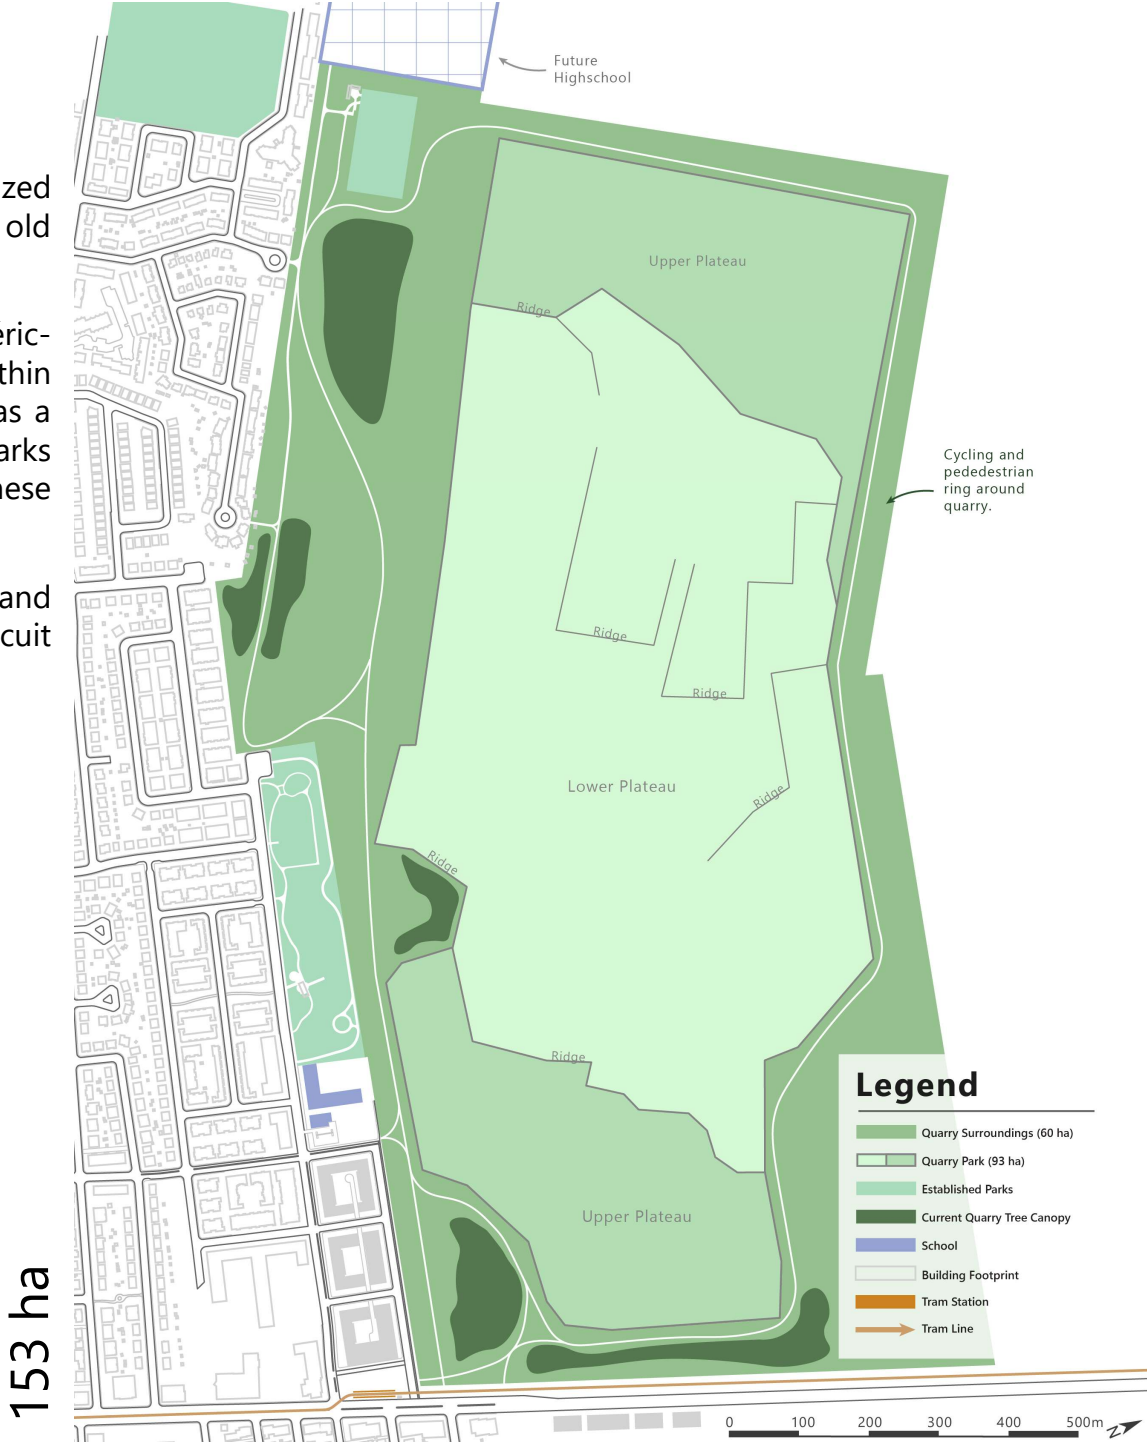 Future
Highschool
zed
old
Upper Plateau
Ridge
éric-
thin
as a
arks
hese
Cycling and
pededestrian
ring around
quarry.
and
cuit
Ridge
Ridge
Lower Plateau
Ridge
Ridge
Ridge
Upper Plateau
153 ha
Legend
Quarry Surroundings (60 ha)
Quarry Park (93 ha)
Established Parks
Current Quarry Tree Canopy
School
Building Footprint
Tram Station
Tram Line
0 100 200 300 400 500m
N